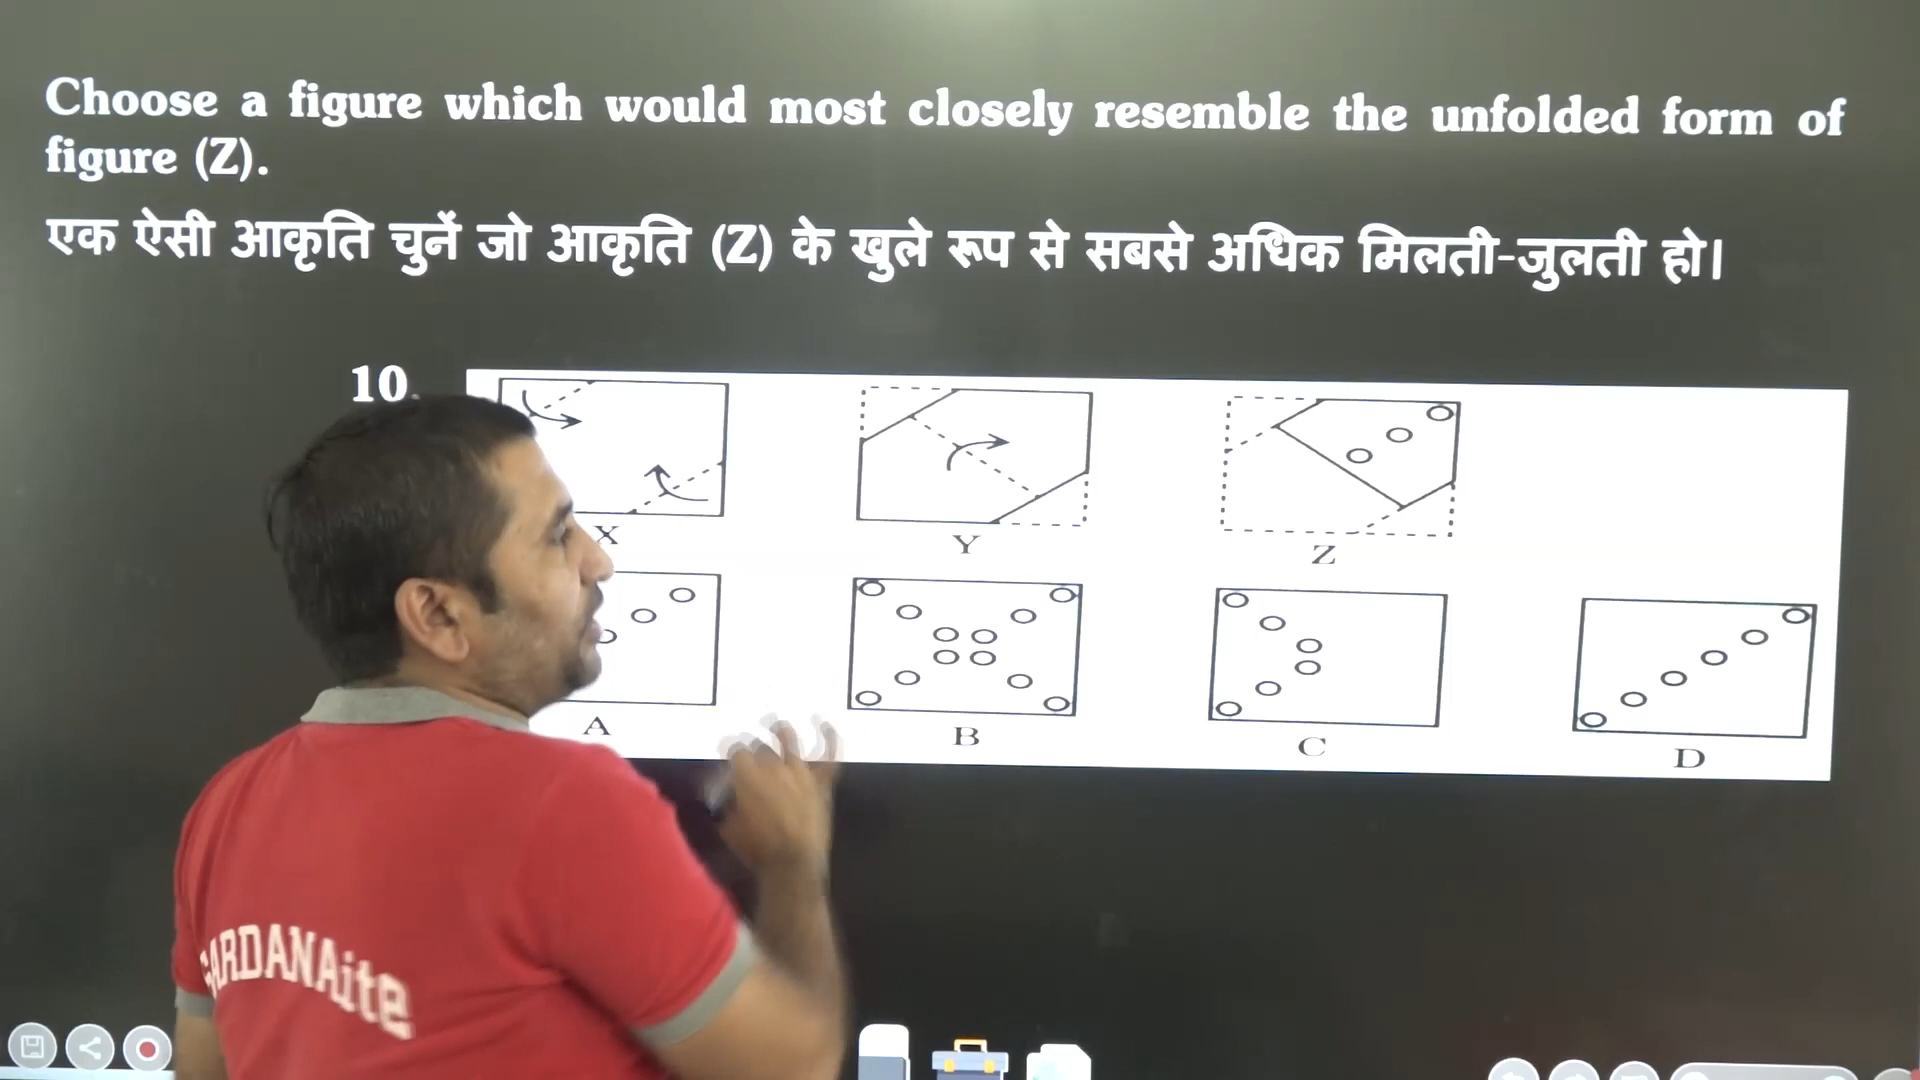 Choose a figure which would most closely resemble the unfolded form of
figure (Z).
एक ऐसी आकृति चुनें जो आकृति (Z) के खुले रूप से सबसे अधिक मिलती-जुलती हो।
10.
X
Y
Z
A
B
C
D